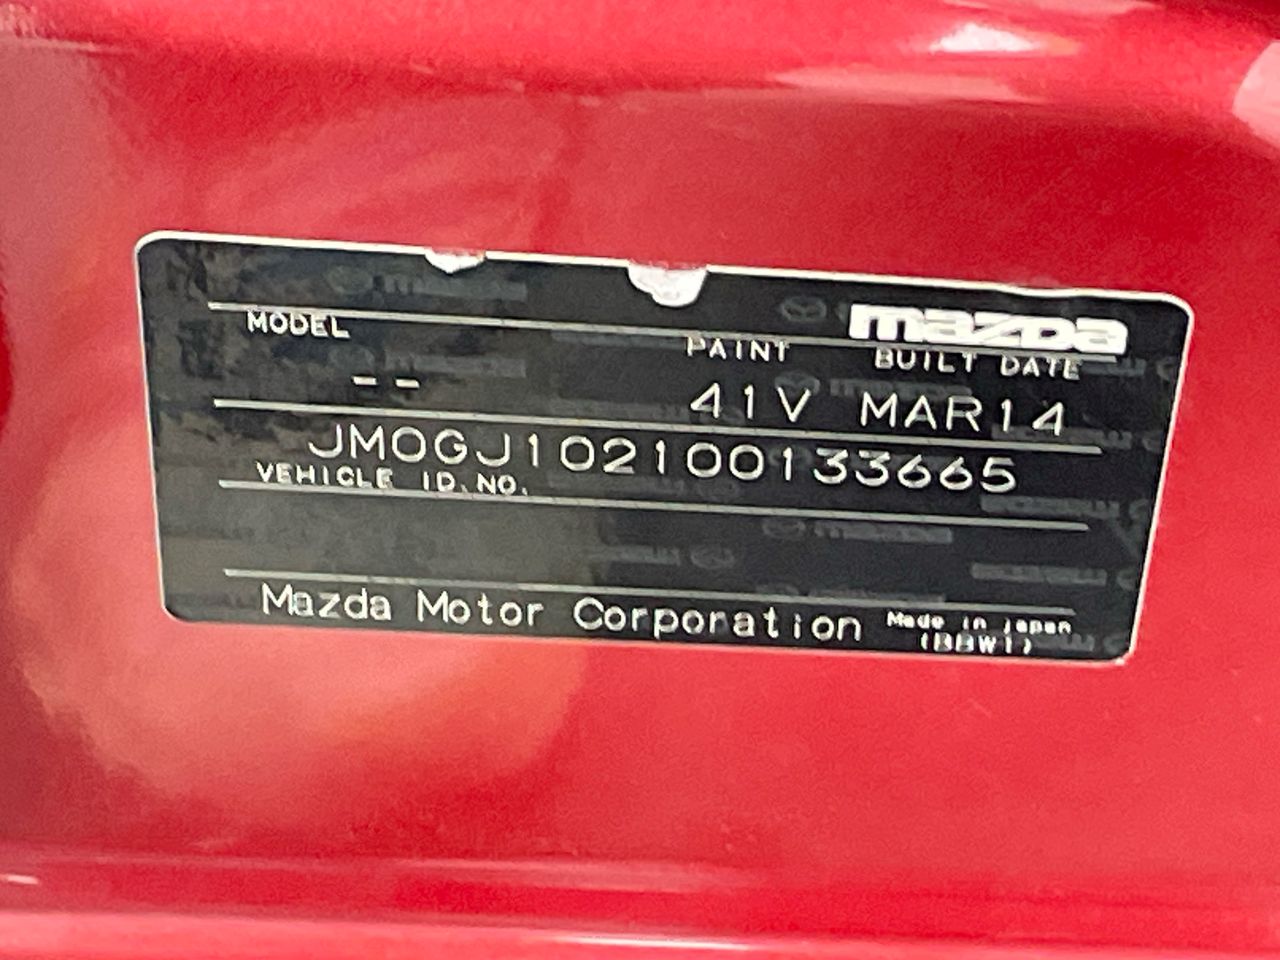 mazda
MODEL PAINT BUILT DATE
-- 41V MAR14
JM0GJ102100133665
VEHICLE ID.NO.
Mazda Motor Corporation Made in Japan
(BBW1)